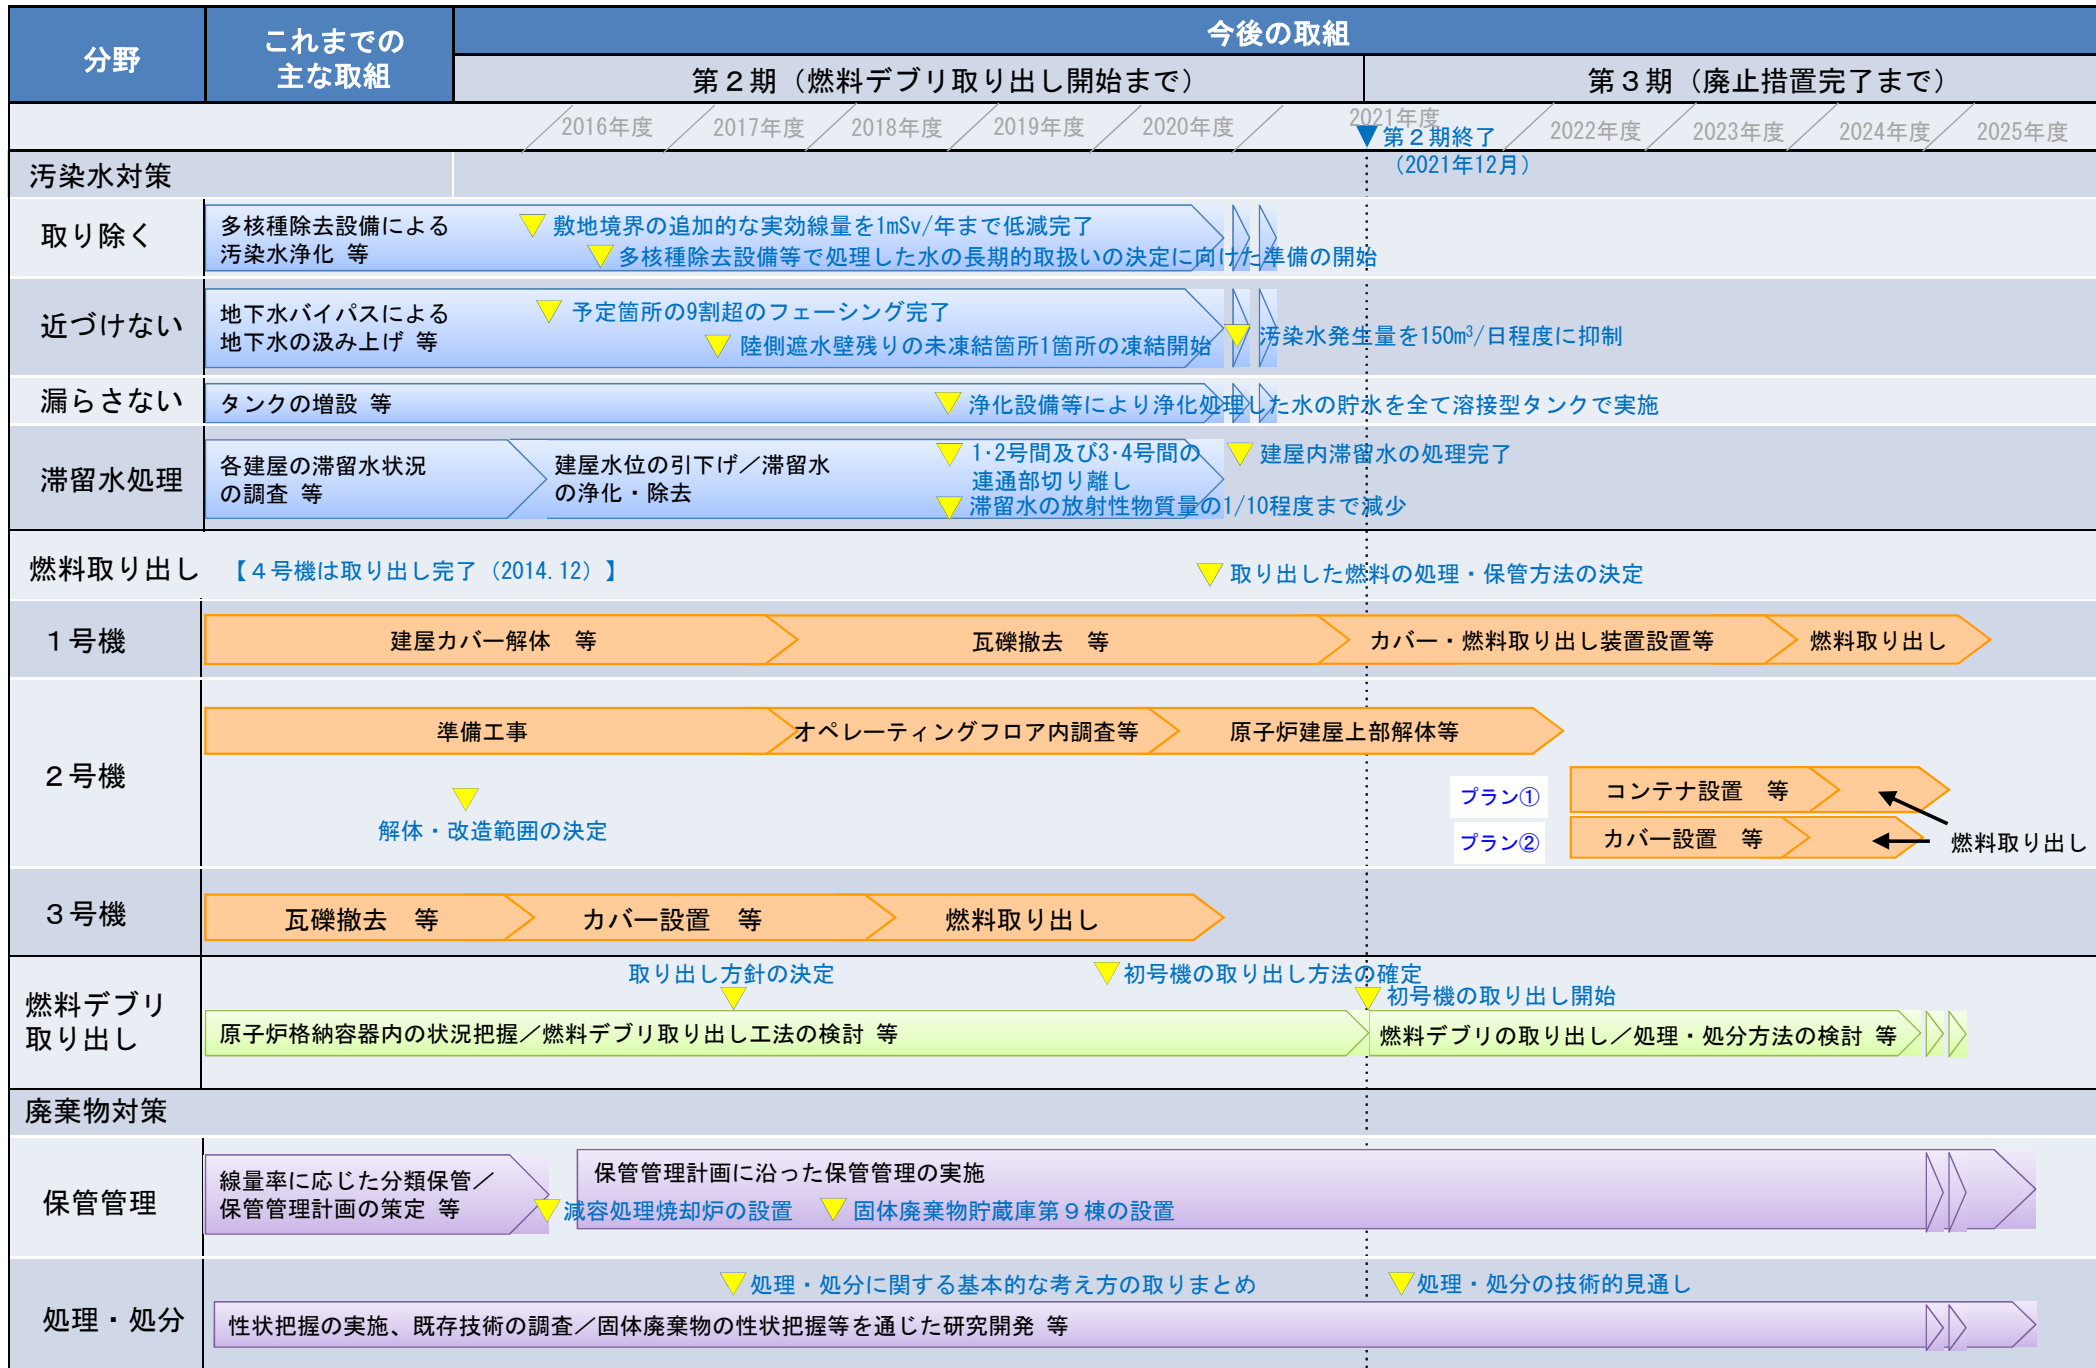 分野
これまでの
主な取組
今後の取組
第２期（燃料デブリ取り出し開始まで）
第３期（廃止措置完了まで）
2016年度
2017年度
2018年度
2019年度
2020年度
2021年度
2022年度
2023年度
2024年度
2025年度
▼第２期終了
（2021年12月）
汚染水対策
取り除く
多核種除去設備による
汚染水浄化 等
敷地境界の追加的な実効線量を1mSv/年まで低減完了
多核種除去設備等で処理した水の長期的取扱いの決定に向けた準備の開始
近づけない
地下水バイパスによる
地下水の汲み上げ 等
予定箇所の9割超のフェーシング完了
陸側遮水壁残りの未凍結箇所1箇所の凍結開始
汚染水発生量を150m³/日程度に抑制
漏らさない
タンクの増設 等
浄化設備等により浄化処理した水の貯水を全て溶接型タンクで実施
滞留水処理
各建屋の滞留水状況
の調査 等
建屋水位の引下げ／滞留水
の浄化・除去
1･2号間及び3･4号間の
連通部切り離し
滞留水の放射性物質量の1/10程度まで減少
建屋内滞留水の処理完了
燃料取り出し
【４号機は取り出し完了（2014.12）】
取り出した燃料の処理・保管方法の決定
１号機
建屋カバー解体　等
瓦礫撤去　等
カバー・燃料取り出し装置設置等
燃料取り出し
２号機
準備工事
オペレーティングフロア内調査等
原子炉建屋上部解体等
解体・改造範囲の決定
プラン①
コンテナ設置　等
プラン②
カバー設置　等
燃料取り出し
３号機
瓦礫撤去　等
カバー設置　等
燃料取り出し
燃料デブリ
取り出し
取り出し方針の決定
初号機の取り出し方法の確定
初号機の取り出し開始
原子炉格納容器内の状況把握／燃料デブリ取り出し工法の検討 等
燃料デブリの取り出し／処理・処分方法の検討 等
廃棄物対策
保管管理
線量率に応じた分類保管／
保管管理計画の策定 等
保管管理計画に沿った保管管理の実施
減容処理焼却炉の設置
固体廃棄物貯蔵庫第９棟の設置
処理・処分
処理・処分に関する基本的な考え方の取りまとめ
処理・処分の技術的見通し
性状把握の実施、既存技術の調査／固体廃棄物の性状把握等を通じた研究開発 等